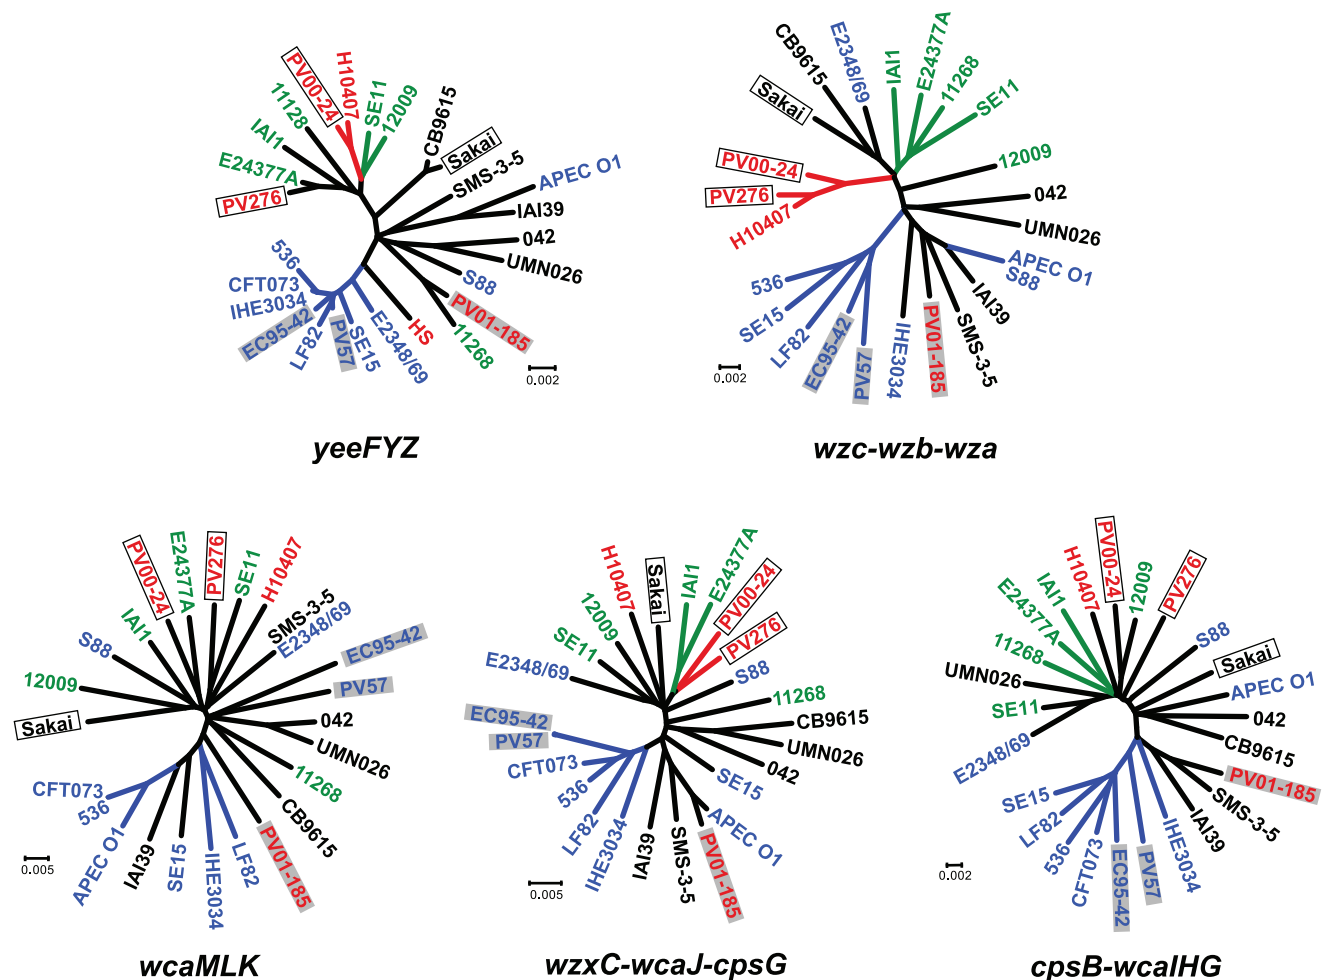 H10407
PV00-24
SE11
12009
11128
IAI1
E24377A
PV276
CB9615
Sakai
SMS-3-5
APEC O1
IAI39
042
UMN026
S88
PV01-185
11268
HS
E2348/69
SE15
PV57
LF82
EC95-42
IHE3034
CFT073
536
0.002
yeeFYZ
CB9615
E2348/69
IAI1
E24377A
11268
SE11
Sakai
12009
PV00-24
PV276
H10407
042
UMN026
APEC O1
S88
IAI39
SMS-3-5
PV01-185
IHE3034
PV57
EC95-42
LF82
SE15
536
0.002
wzc-wzb-wza
PV00-24
E24377A
PV276
SE11
H10407
IAI1
S88
12009
Sakai
SMS-3-5
E2348/69
EC95-42
PV57
042
UMN026
11268
CB9615
PV01-185
LF82
IHE3034
SE15
IAI39
APEC O1
536
CFT073
0.005
wcaMLK
H10407
Sakai
IAI1
E24377A
PV00-24
PV276
12009
SE11
E2348/69
S88
11268
CB9615
UMN026
042
SE15
APEC O1
PV01-185
SMS-3-5
IAI39
IHE3034
LF82
536
CFT073
PV57
EC95-42
0.005
wzxC-wcaJ-cpsG
PV00-24
H10407
12009
PV276
IAI1
E24377A
11268
UMN026
SE11
E2348/69
S88
Sakai
APEC O1
042
CB9615
PV01-185
SMS-3-5
IAI39
IHE3034
PV57
EC95-42
CFT073
536
LF82
SE15
0.002
cpsB-wcaIHG